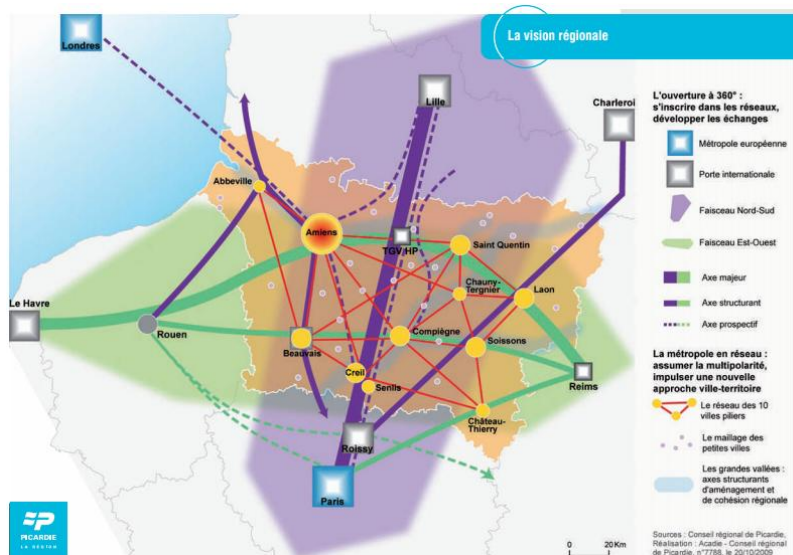 La vision régionale
Londres
Lille
Charleroi
Abbeville
Amiens
TGV HP
Saint Quentin
Chauny-
Tergnier
Laon
Le Havre
Rouen
Beauvais
Compiègne
Soissons
Creil
Senlis
Reims
Château-
Thierry
Roissy
Paris
L'ouverture à 360° :
s'inscrire dans les réseaux,
développer les échanges
Métropole européenne
Porte internationale
Faisceau Nord-Sud
Faisceau Est-Ouest
Axe majeur
Axe structurant
Axe prospectif
La métropole en réseau :
assumer la multipolarité,
impulser une nouvelle
approche ville-territoire
Le réseau des 10
villes piliers
Le maillage des
petites villes
Les grandes vallées :
axes structurants
d'aménagement et
de cohésion régionale
PICARDIE
LA REGION
0 20 Km
Sources : Conseil régional de Picardie,
Réalisation : Acadie - Conseil régional
de Picardie, n°7788, le 20/10/2009